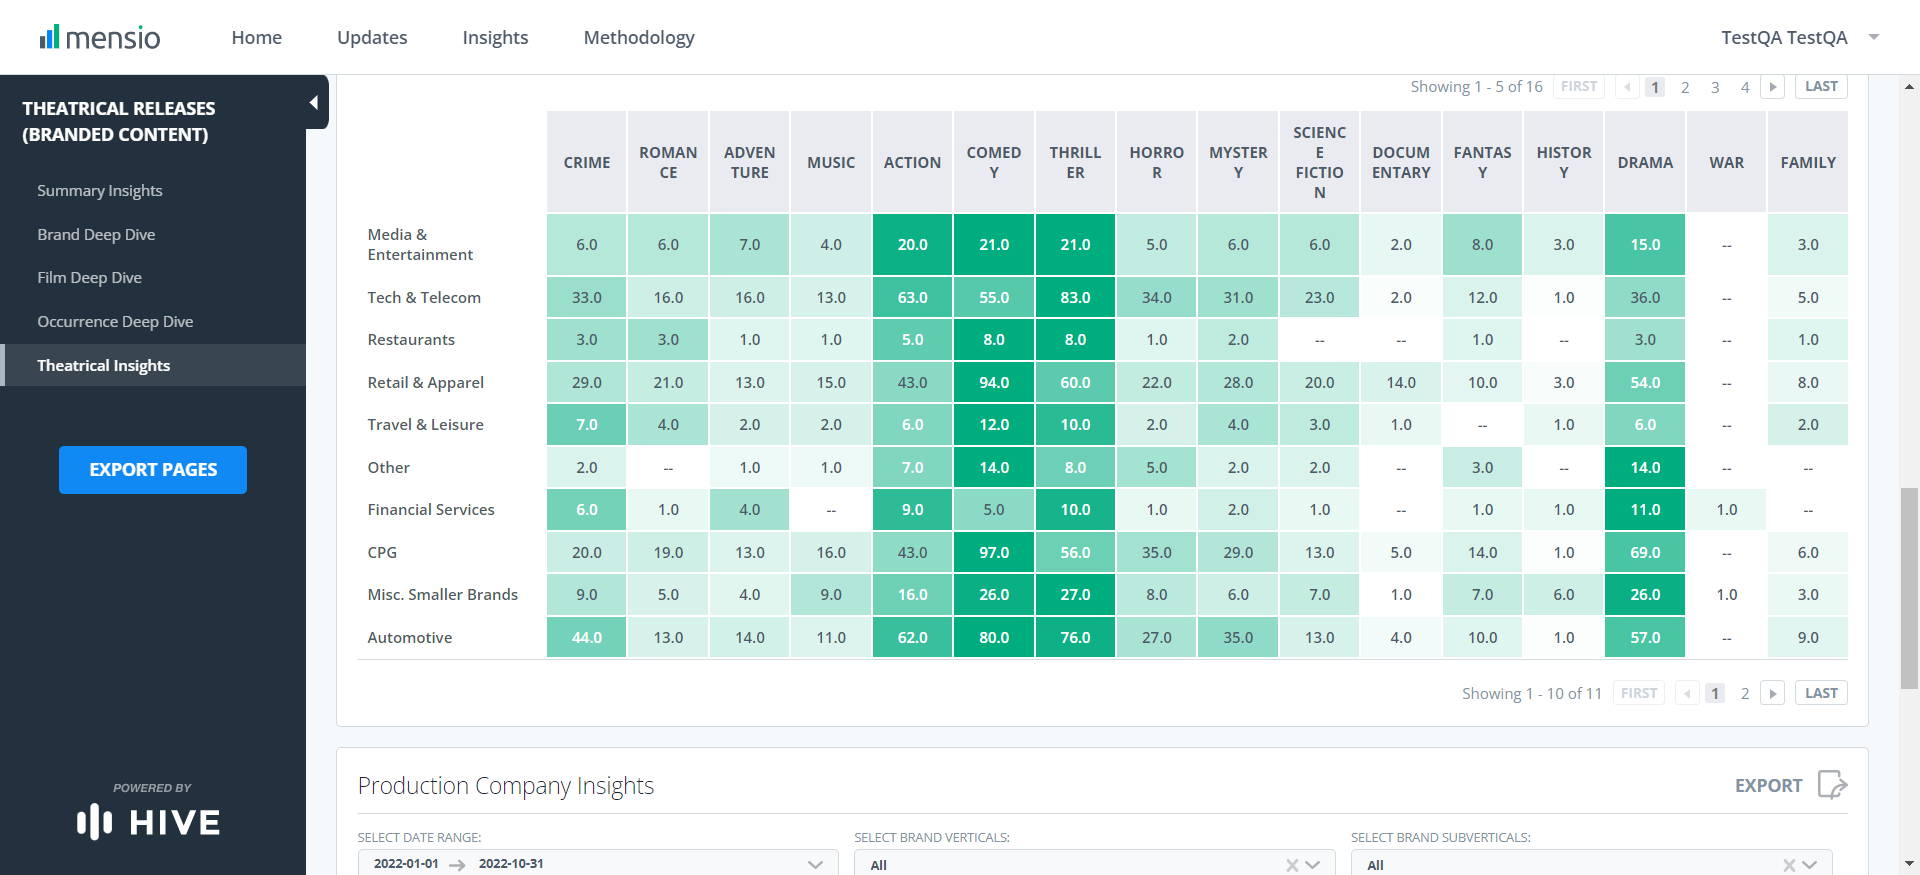 mensio
Home Updates Insights Methodology TestQA TestQA
THEATRICAL RELEASES
(BRANDED CONTENT)
Summary Insights
Brand Deep Dive
Film Deep Dive
Occurrence Deep Dive
Theatrical Insights
EXPORT PAGES
POWERED BY
HIVE
Showing 1 - 5 of 16 FIRST 1 2 3 4 LAST
CRIME ROMAN
CE ADVEN
TURE MUSIC ACTION COMED
Y THRILL
ER HORRO
R MYSTER
Y SCIENC
E
FICTIO
N DOCUM
ENTARY FANTAS
Y HISTOR
Y DRAMA WAR FAMILY
Media &
Entertainment 6.0 6.0 7.0 4.0 20.0 21.0 21.0 5.0 6.0 6.0 2.0 8.0 3.0 15.0 -- 3.0
Tech & Telecom 33.0 16.0 16.0 13.0 63.0 55.0 83.0 34.0 31.0 23.0 2.0 12.0 1.0 36.0 -- 5.0
Restaurants 3.0 3.0 1.0 1.0 5.0 8.0 8.0 1.0 2.0 -- -- 1.0 -- 3.0 -- 1.0
Retail & Apparel 29.0 21.0 13.0 15.0 43.0 94.0 60.0 22.0 28.0 20.0 14.0 10.0 3.0 54.0 -- 8.0
Travel & Leisure 7.0 4.0 2.0 2.0 6.0 12.0 10.0 2.0 4.0 3.0 1.0 -- 1.0 6.0 -- 2.0
Other 2.0 -- 1.0 1.0 7.0 14.0 8.0 5.0 2.0 2.0 -- 3.0 -- 14.0 -- --
Financial Services 6.0 1.0 4.0 -- 9.0 5.0 10.0 1.0 2.0 1.0 -- 1.0 1.0 11.0 1.0 --
CPG 20.0 19.0 13.0 16.0 43.0 97.0 56.0 35.0 29.0 13.0 5.0 14.0 1.0 69.0 -- 6.0
Misc. Smaller Brands 9.0 5.0 4.0 9.0 16.0 26.0 27.0 8.0 6.0 7.0 1.0 7.0 6.0 26.0 1.0 3.0
Automotive 44.0 13.0 14.0 11.0 62.0 80.0 76.0 27.0 35.0 13.0 4.0 10.0 1.0 57.0 -- 9.0
Showing 1 - 10 of 11 FIRST 1 2 LAST
Production Company Insights EXPORT
SELECT DATE RANGE: SELECT BRAND VERTICALS: SELECT BRAND SUBVERTICALS:
2022-01-01 → 2022-10-31 All All